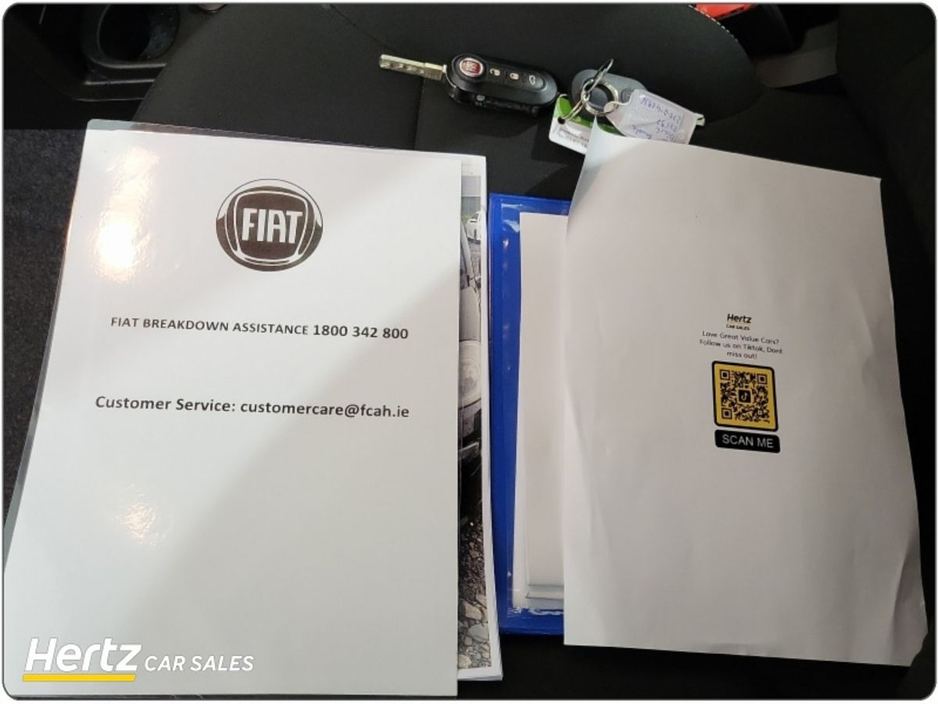 FIAT
FIAT BREAKDOWN ASSISTANCE 1800 342 800
Customer Service: customercare@fcah.ie
Hertz
CAR SALES
Love Great Value Cars?
Follow us on Tiktok, Dont
miss out!
SCAN ME
Hertz CAR SALES